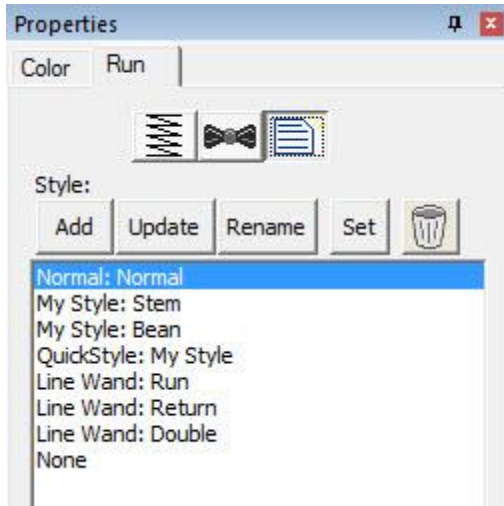 Properties
Color Run
Style:
Add Update Rename Set
Normal: Normal
My Style: Stem
My Style: Bean
QuickStyle: My Style
Line Wand: Run
Line Wand: Return
Line Wand: Double
None